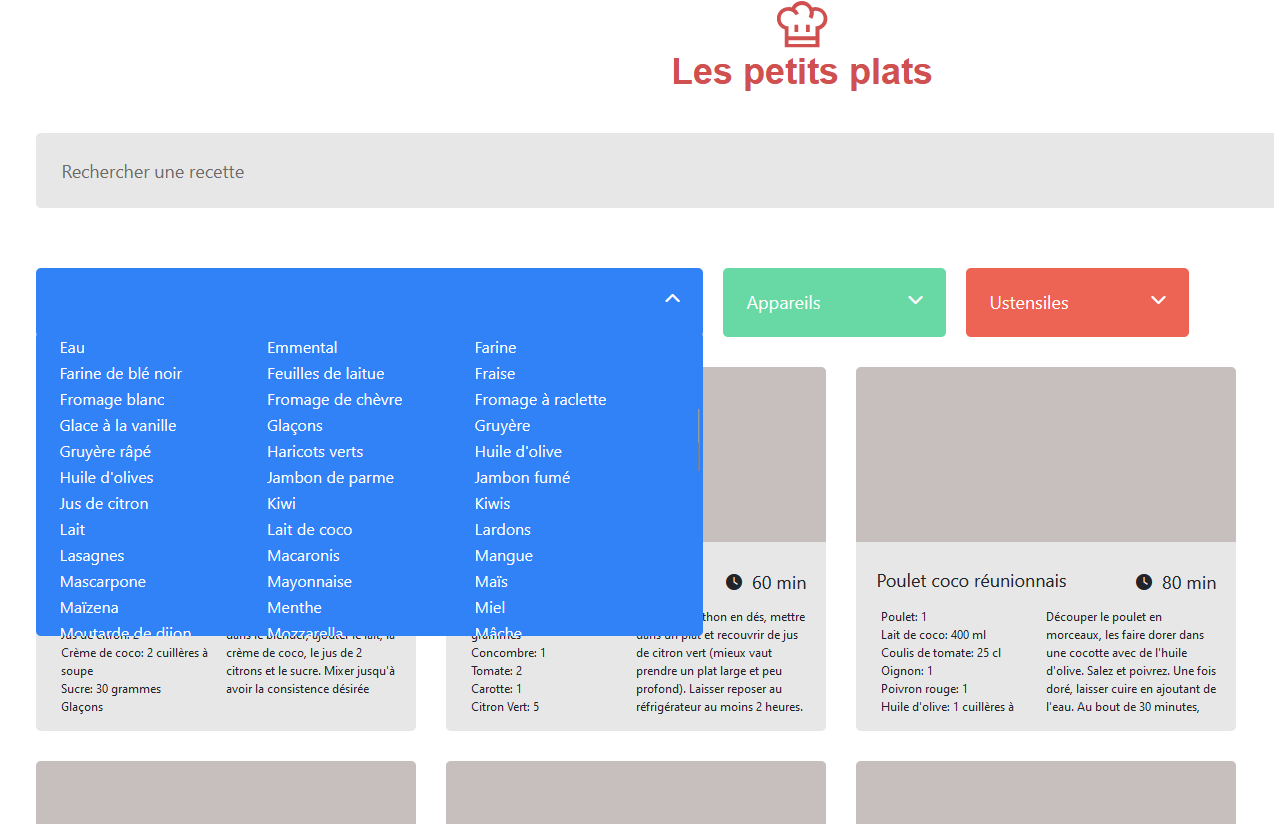 Les petits plats
Rechercher une recette
Appareils
Ustensiles
Eau Emmental Farine
Farine de blé noir Feuilles de laitue Fraise
Fromage blanc Fromage de chèvre Fromage à raclette
Glace à la vanille Glaçons Gruyère
Gruyère râpé Haricots verts Huile d'olive
Huile d'olives Jambon de parme Jambon fumé
Jus de citron Kiwi Kiwis
Lait Lait de coco Lardons
Lasagnes Macaronis Mangue
Mascarpone Mayonnaise Maïs
Maïzena Menthe Miel
Moutarde de dijon Mozzarella Mâche
crème de coco, ajouter le lait, la
Crème de coco: 2 cuillères à
soupe
Sucre: 30 grammes
Glaçons
crème de coco, le jus de 2
citrons et le sucre. Mixer jusqu'à
avoir la consistence désirée
60 min
grammes
Concombre: 1
Tomate: 2
Carotte: 1
Citron Vert: 5
thon en dés, mettre
dans un plat et recouvrir de jus
de citron vert (mieux vaut
prendre un plat large et peu
profond). Laisser reposer au
réfrigérateur au moins 2 heures.
Poulet coco réunionnais
80 min
Poulet: 1
Lait de coco: 400 ml
Coulis de tomate: 25 cl
Oignon: 1
Poivron rouge: 1
Huile d'olive: 1 cuillères à
Découper le poulet en
morceaux, les faire dorer dans
une cocotte avec de l'huile
d'olive. Salez et poivrez. Une fois
doré, laisser cuire en ajoutant de
l'eau. Au bout de 30 minutes,